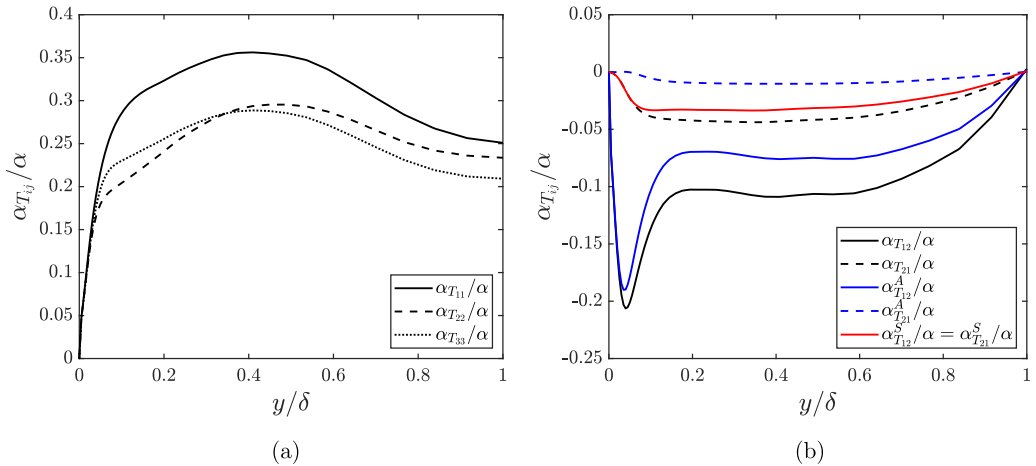 0.4
0.35
0.3
0.25
0.2
0.15
0.1
0.05
0
α_{T_{ij}}/α
0 0.2 0.4 0.6 0.8 1
y/δ
α_{T_{11}}/α
α_{T_{22}}/α
α_{T_{33}}/α
(a)
0.05
0
-0.05
-0.1
-0.15
-0.2
-0.25
α_{T_{ij}}/α
0 0.2 0.4 0.6 0.8 1
y/δ
α_{T_{12}}/α
α_{T_{21}}/α
α^A_{T_{12}}/α
α^A_{T_{21}}/α
α^S_{T_{12}}/α = α^S_{T_{21}}/α
(b)